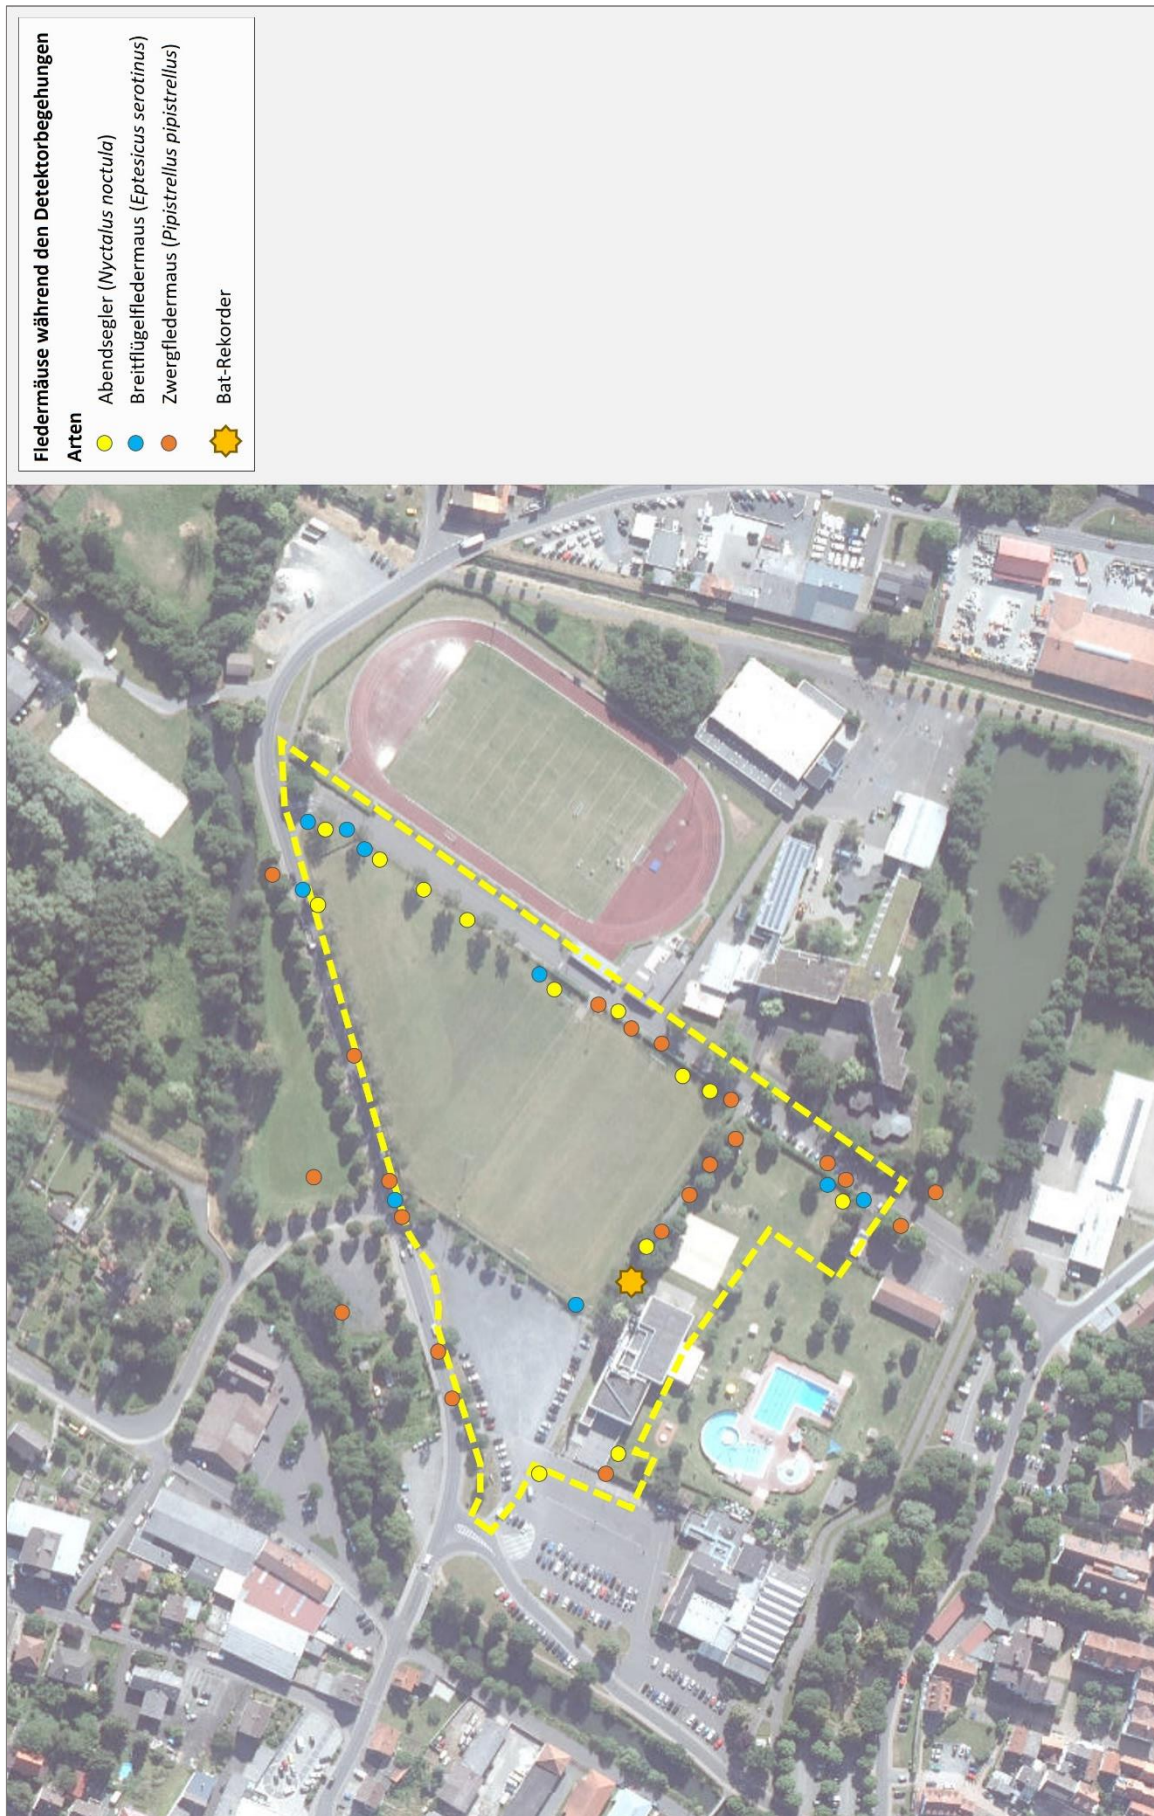 Fledermäuse während den Detektorbegehungen
Arten
Abendsegler (Nyctalus noctula)
Breitflügelfledermaus (Eptesicus serotinus)
Zwergfledermaus (Pipistrellus pipistrellus)
Bat-Rekorder